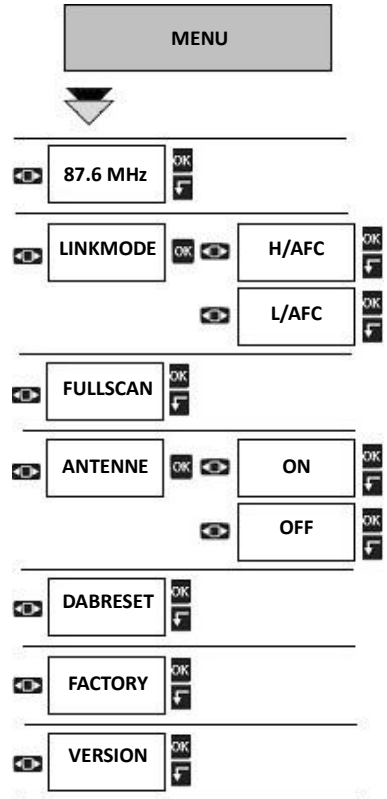 MENU
87.6 MHz OK
LINKMODE OK H/AFC OK
L/AFC OK
FULLSCAN OK
ANTENNE OK ON OK
OFF OK
DABRESET OK
FACTORY OK
VERSION OK